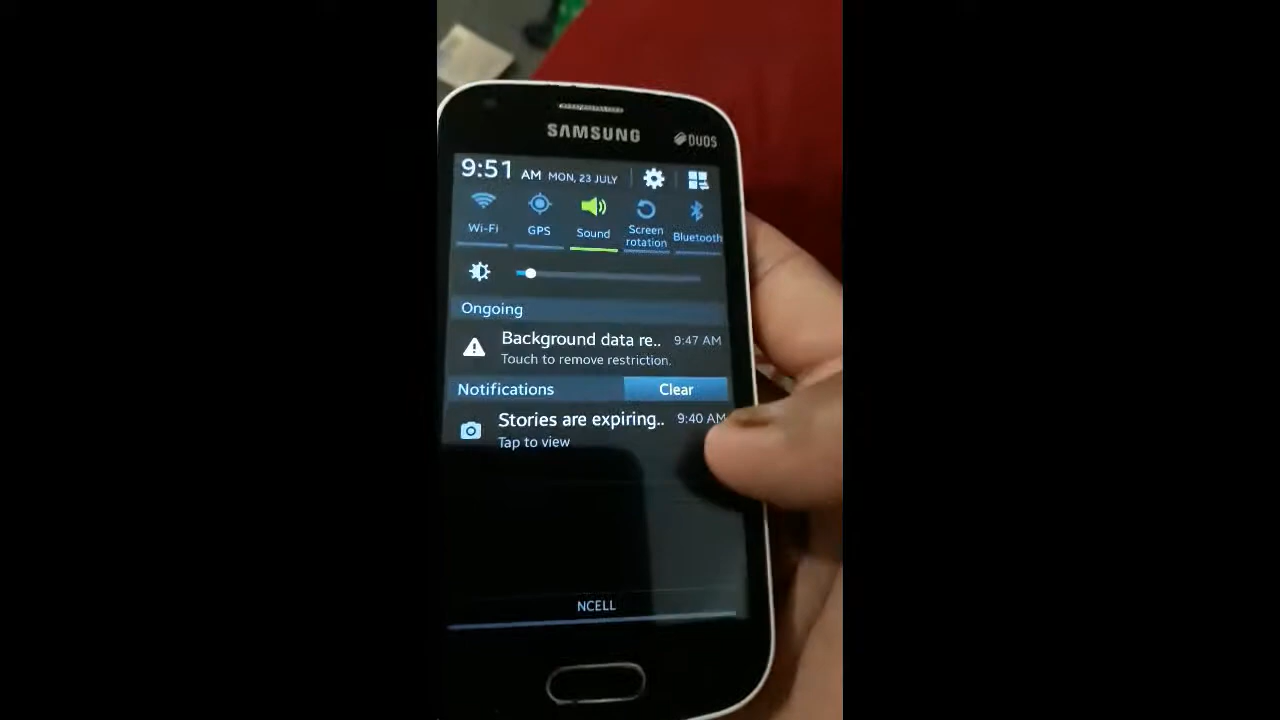 SAMSUNG
DUOS
9:51 AM MON, 23 JULY
Wi-Fi
GPS
Sound
Screen
rotation
Bluetooth
Ongoing
Background data re.. 9:47 AM
Touch to remove restriction.
Notifications Clear
Stories are expiring.. 9:40 AM
Tap to view
NCELL